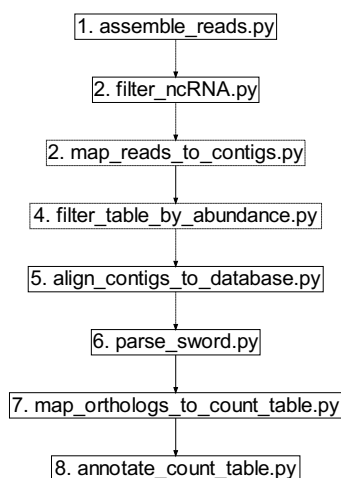 1. assemble_reads.py
2. filter_ncRNA.py
2. map_reads_to_contigs.py
4. filter_table_by_abundance.py
5. align_contigs_to_database.py
6. parse_sword.py
7. map_orthologs_to_count_table.py
8. annotate_count_table.py